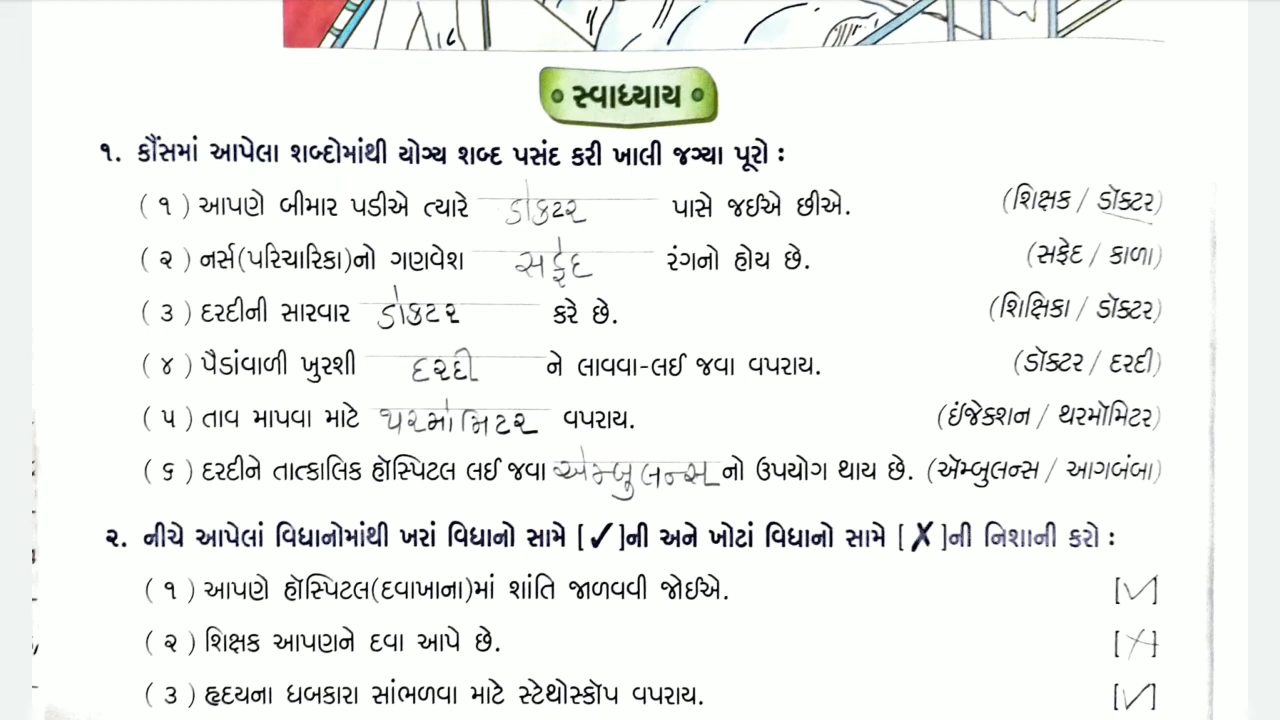 સ્વાધ્યાય
૧. કૌંસમાં આપેલા શબ્દોમાંથી યોગ્ય શબ્દ પસંદ કરી ખાલી જગ્યા પૂરો :
( ૧ ) આપણે બીમાર પડીએ ત્યારે ડૉક્ટર પાસે જઈએ છીએ. (શિક્ષક / ડૉક્ટર)
( ૨ ) નર્સ(પરિચારિકા)નો ગણવેશ સફેદ રંગનો હોય છે. (સફેદ / કાળા)
( ૩ ) દરદીની સારવાર ડૉક્ટર કરે છે. (શિક્ષિકા / ડૉક્ટર)
( ૪ ) પૈડાંવાળી ખુરશી દરદી ને લાવવા-લઈ જવા વપરાય. (ડૉક્ટર / દરદી)
( ૫ ) તાવ માપવા માટે થરમૉમિટર વપરાય. (ઈંજેક્શન / થરમૉમિટર)
( ૬ ) દરદીને તાત્કાલિક હૉસ્પિટલ લઈ જવા ઍમ્બુલન્સ નો ઉપયોગ થાય છે. (ઍમ્બુલન્સ / આગબંબા)
૨. નીચે આપેલાં વિધાનોમાંથી ખરાં વિધાનો સામે [ ✓ ]ની અને ખોટાં વિધાનો સામે [ ✗ ]ની નિશાની કરો :
( ૧ ) આપણે હૉસ્પિટલ(દવાખાના)માં શાંતિ જાળવવી જોઈએ. [✓]
( ૨ ) શિક્ષક આપણને દવા આપે છે. [✗]
( ૩ ) હૃદયના ધબકારા સાંભળવા માટે સ્ટેથોસ્કૉપ વપરાય. [✓]